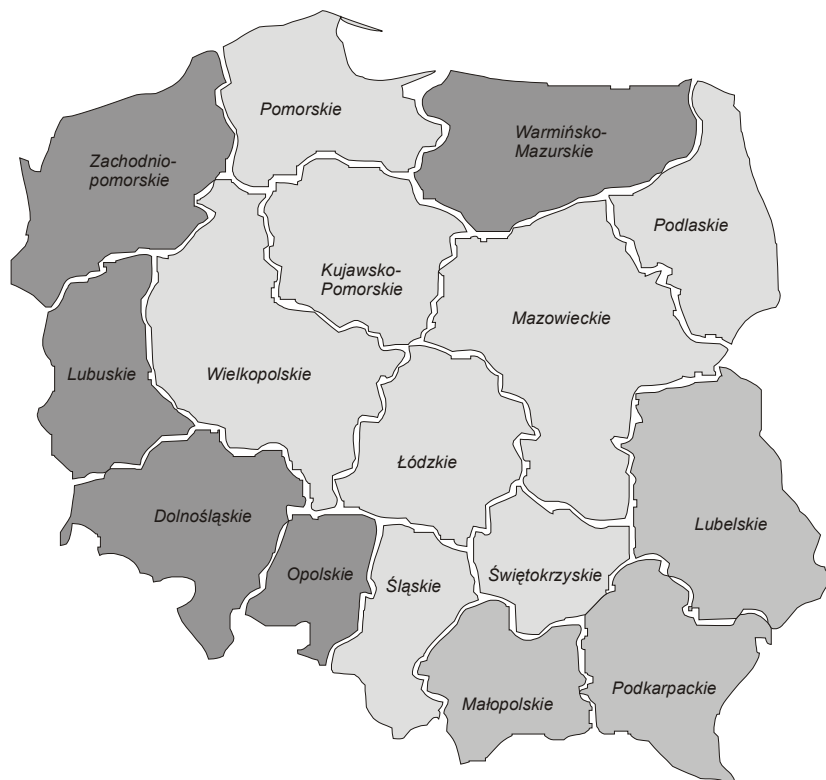 Pomorskie
Warmińsko-
Mazurskie
Zachodnio-
pomorskie
Podlaskie
Kujawsko-
Pomorskie
Mazowieckie
Lubuskie
Wielkopolskie
Łódzkie
Dolnośląskie
Lubelskie
Opolskie
Śląskie
Świętokrzyskie
Małopolskie
Podkarpackie